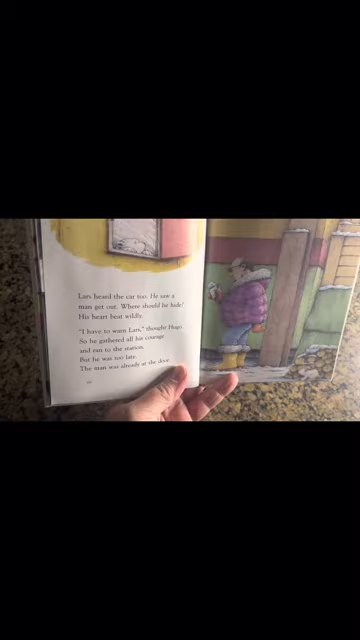 Lars heard the car too. He saw a
man get out. Where should he hide?
His heart beat wildly.
"I have to warn Lars," thought Hugo.
So he gathered all his courage
and ran to the station.
But he was too late.
The man was already at the door.